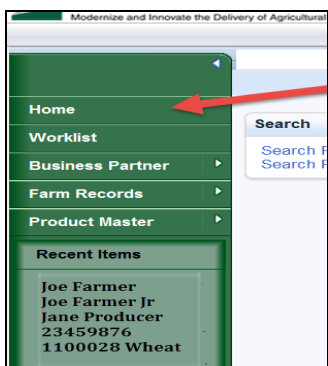 Modernize and Innovate the Delivery of Agricultural
Home
Search
Worklist
Search
Business Partner
Search
Farm Records
Product Master
Recent Items
Joe Farmer
Joe Farmer Jr
Jane Producer
23459876
1100028 Wheat